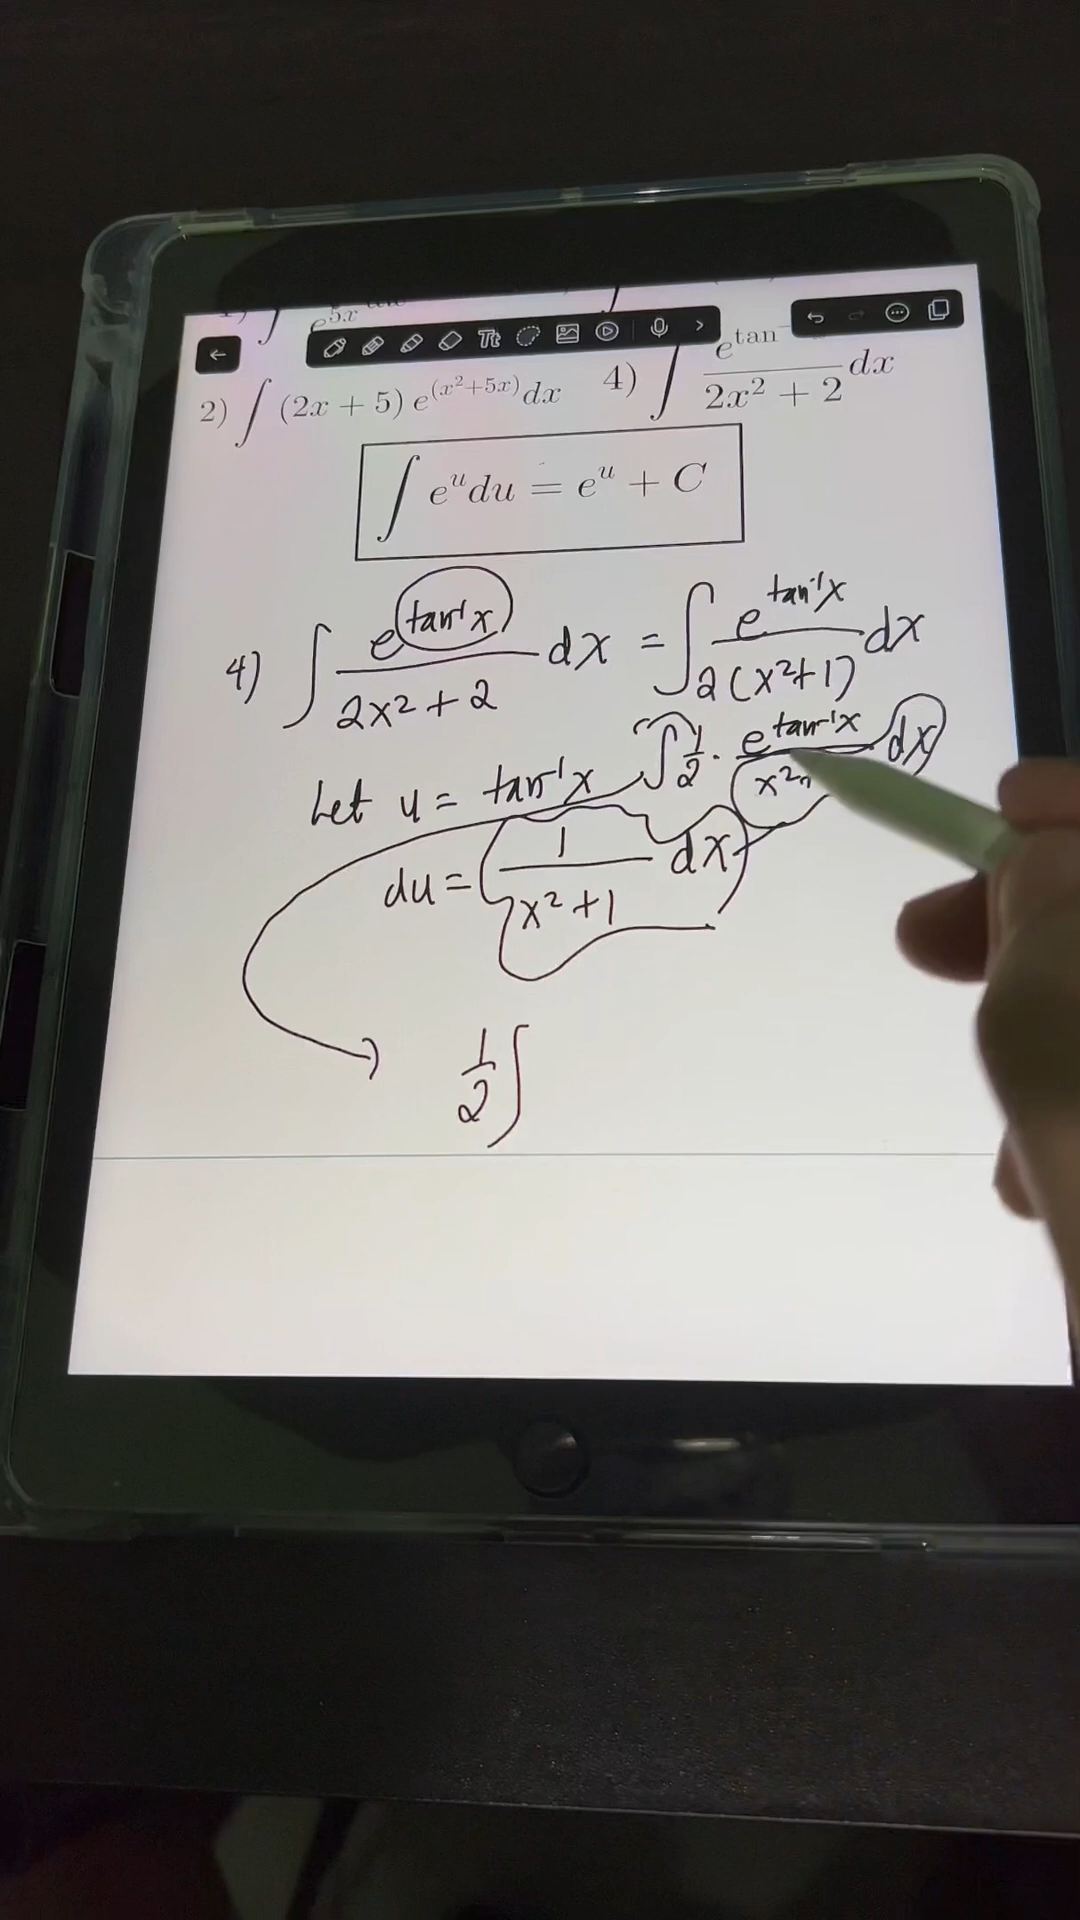 2) ∫ (2x + 5) e^(x²+5x) dx 4) ∫ e^tan⁻ / 2x² + 2 dx
∫ e^u du = e^u + C
4) ∫ e^tan⁻¹x / 2x² + 2 dx = ∫ e^tan⁻¹x / 2(x²+1) dx
Let u = tan⁻¹x ∫ 1/2 · e^tan⁻¹x / x² dx
du = 1 / x² + 1 dx
1/2 ∫